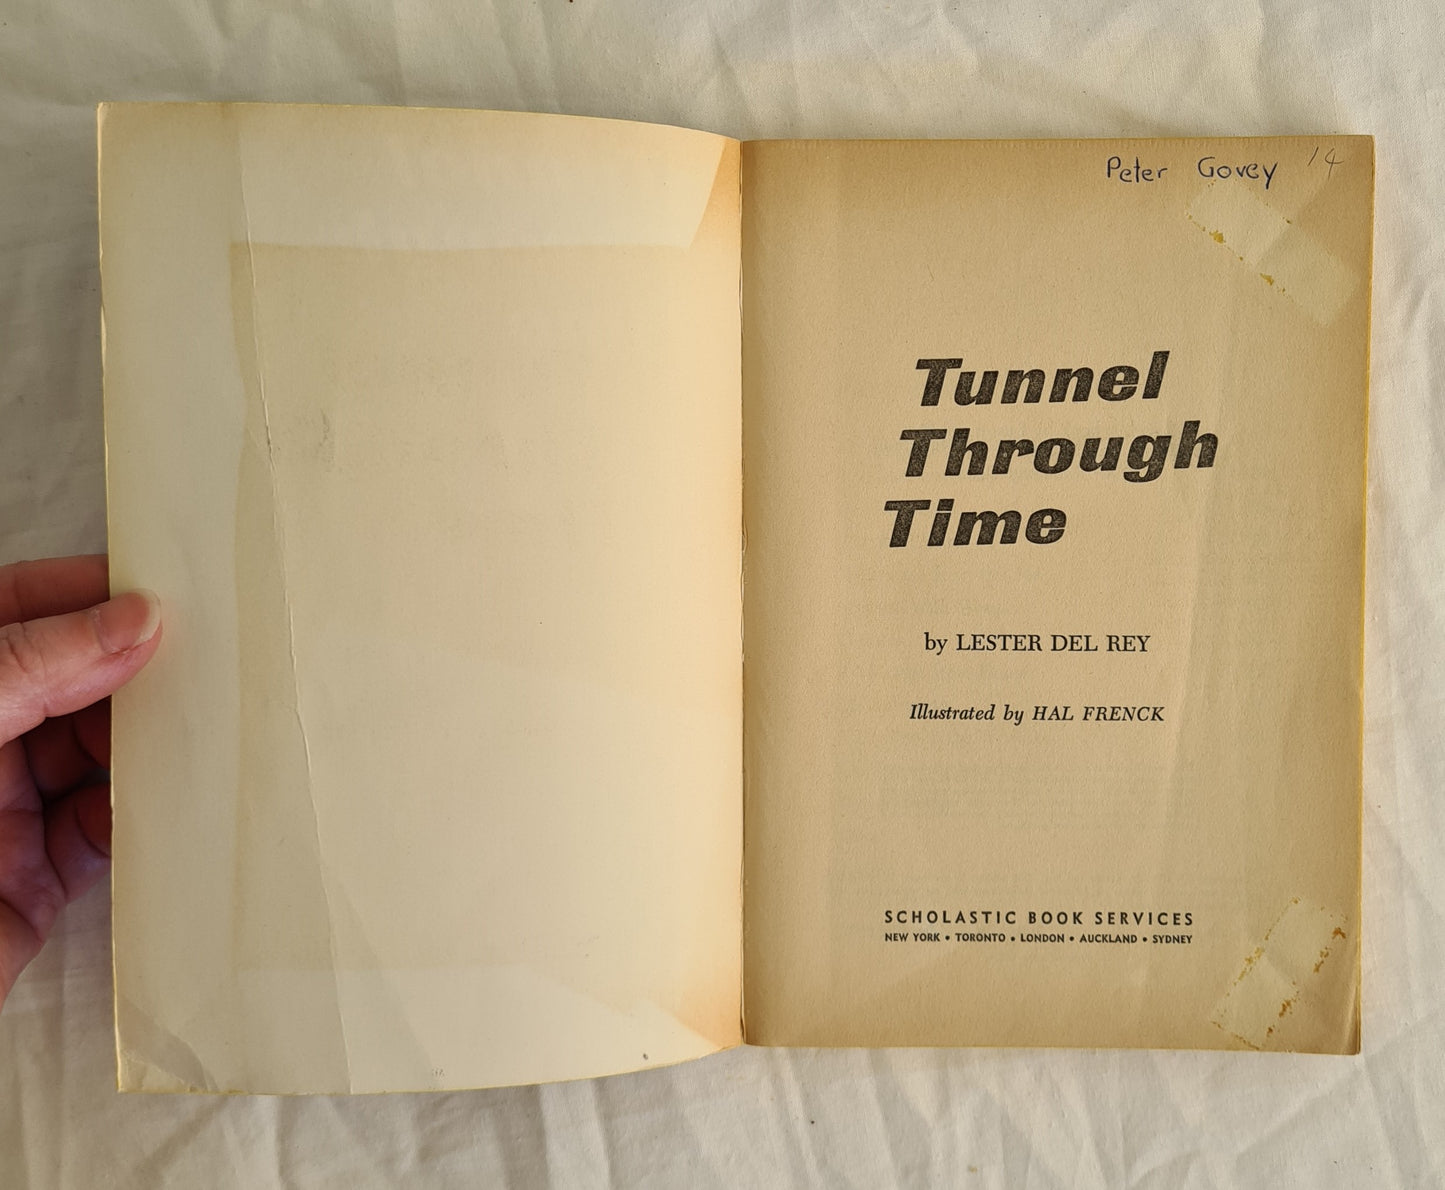 Peter Govey '4
Tunnel
Through
Time
by LESTER DEL REY
Illustrated by HAL FRENCK
SCHOLASTIC BOOK SERVICES
NEW YORK • TORONTO • LONDON • AUCKLAND • SYDNEY